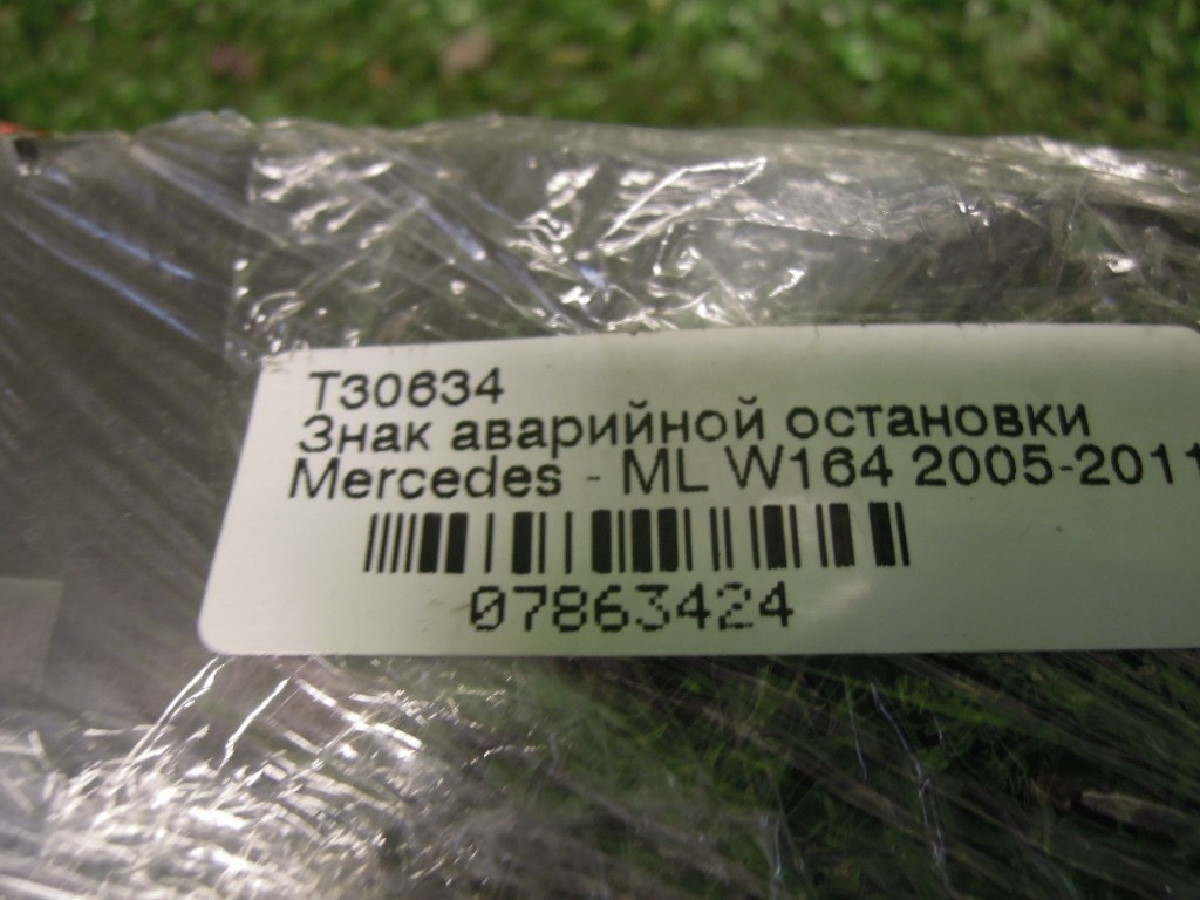 T30634
Знак аварийной остановки
Mercedes - ML W164 2005-2011
07863424